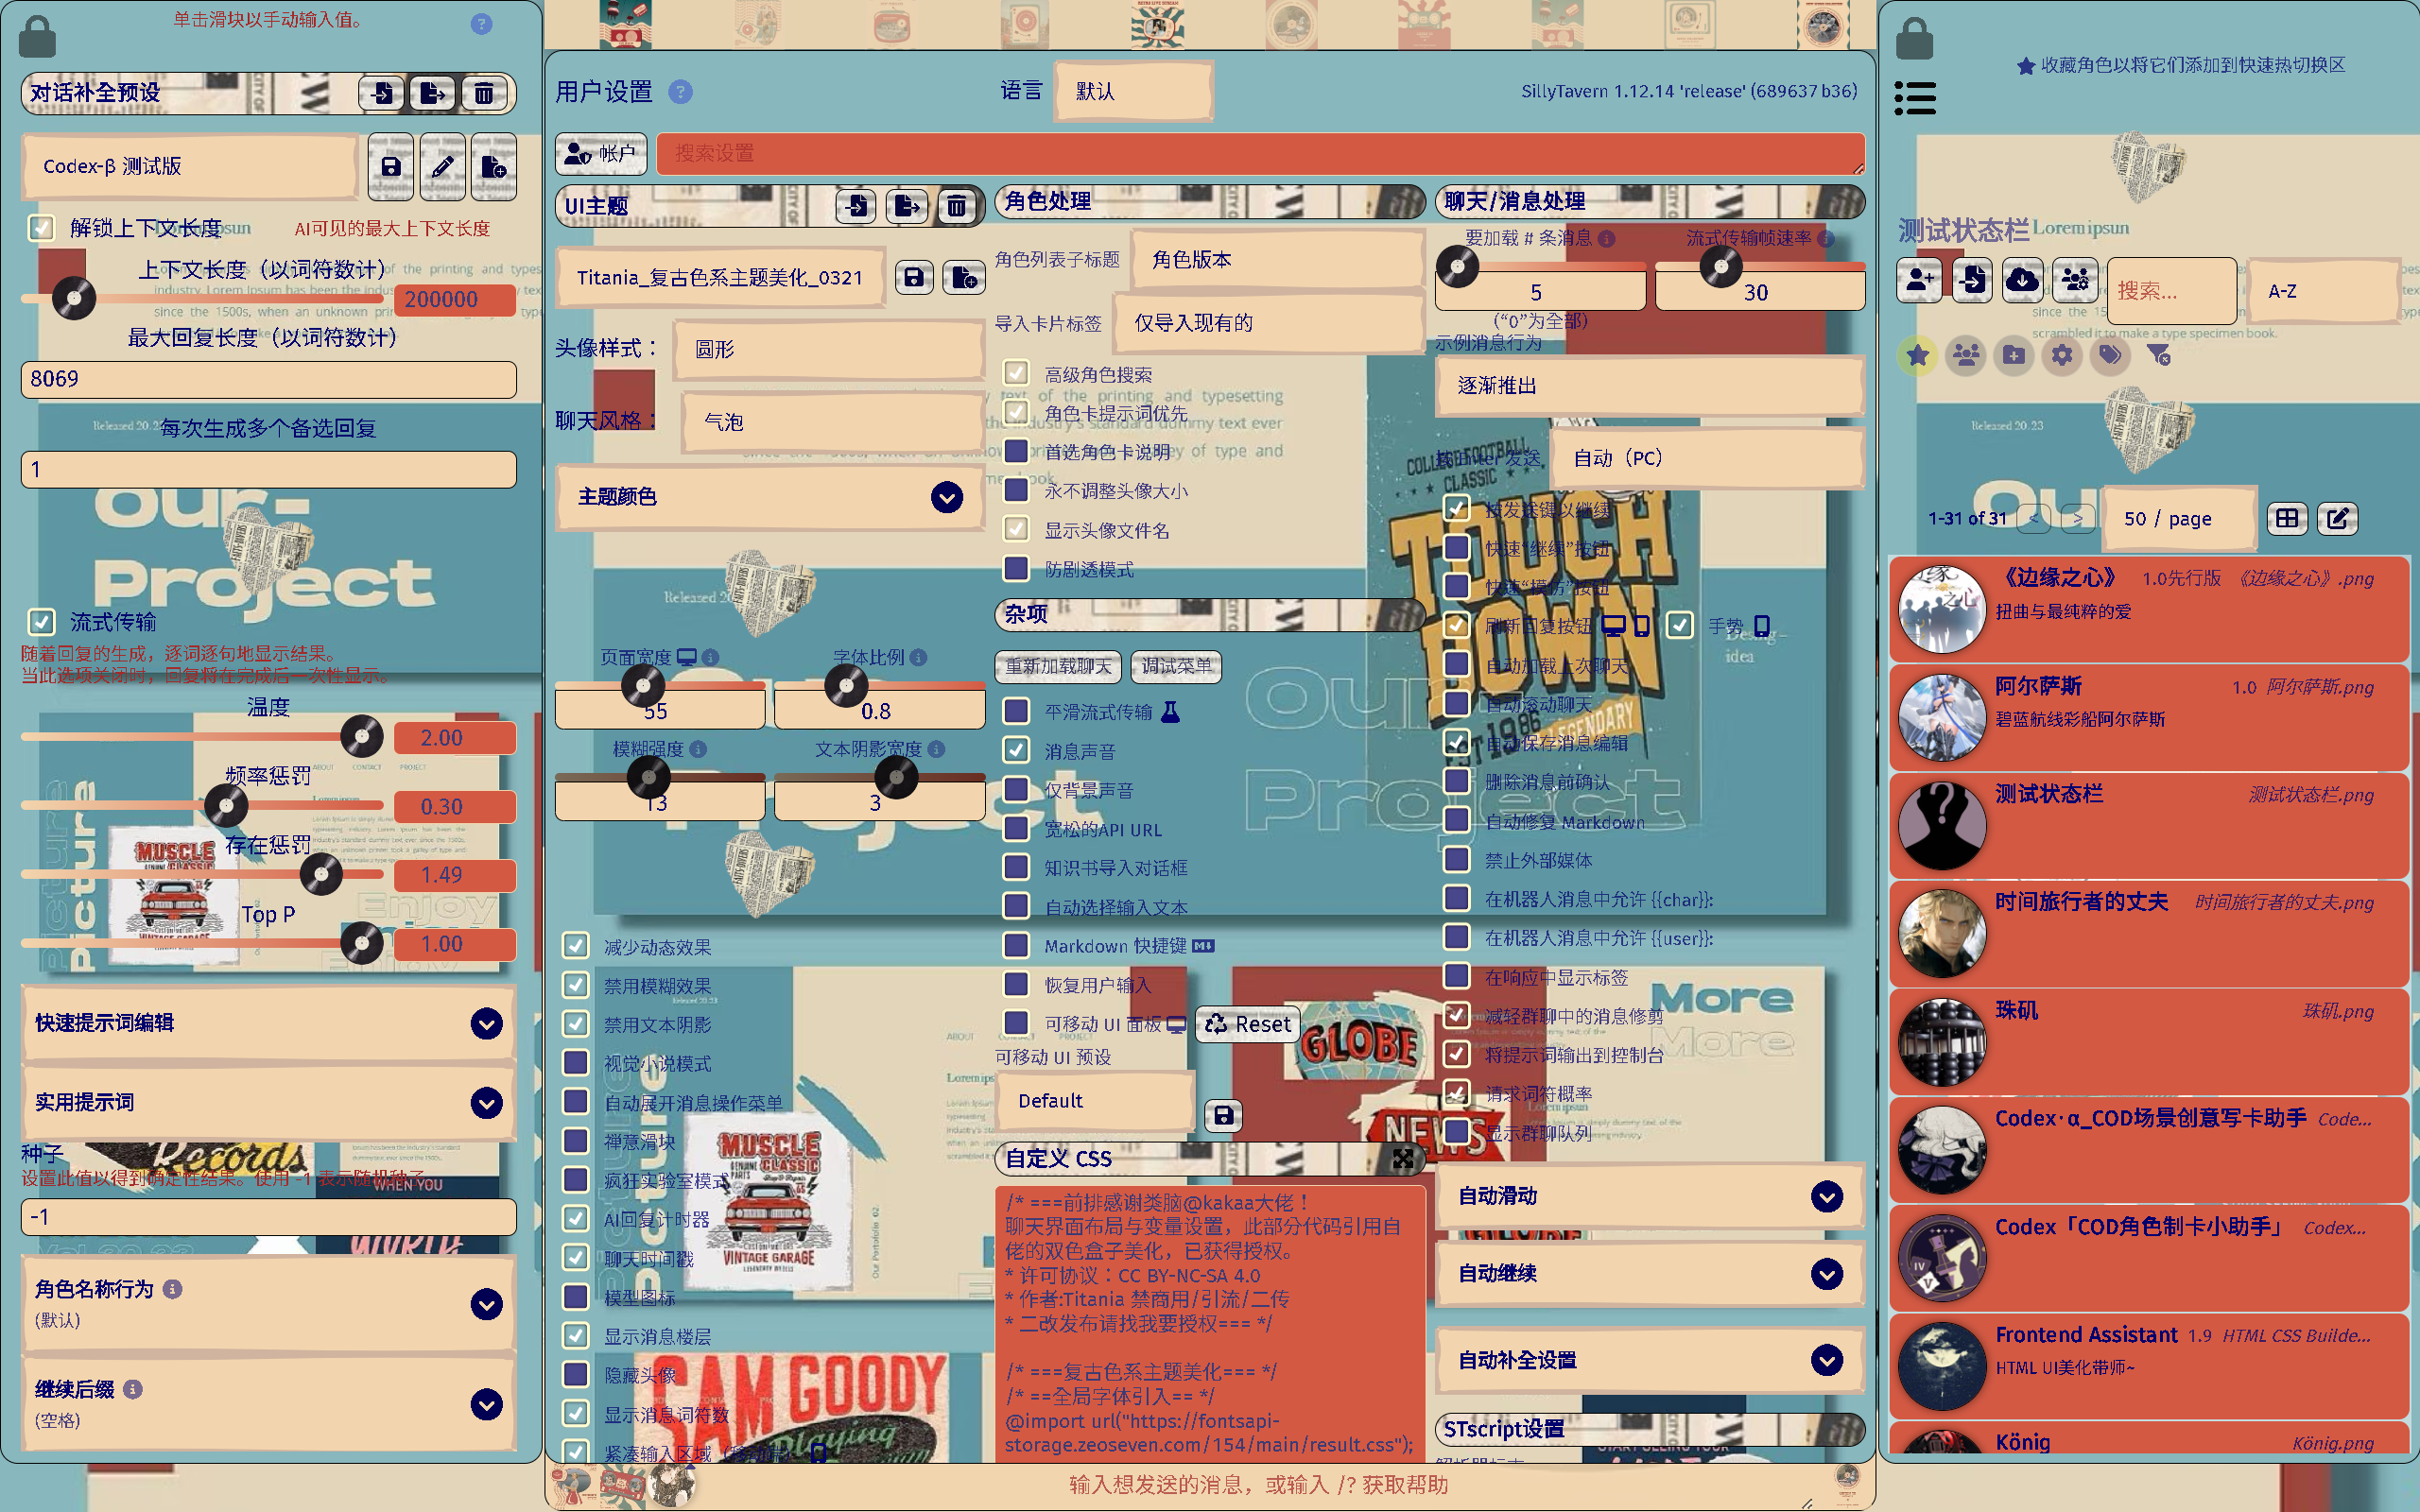 单击滑块以手动输入值。
对话补全预设
Codex-β 测试版
解锁上下文长度
AI可见的最大上下文长度
上下文长度（以词符数计）
200000
最大回复长度（以词符数计）
8069
每次生成多个备选回复
1
Our-
Project
流式传输
随着回复的生成，逐词逐句地显示结果。
当此选项关闭时，回复将在完成后一次性显示。
温度
2.00
频率惩罚
0.30
存在惩罚
1.49
Top P
1.00
Picture
MUSCLE
CLASSIC
VINTAGE GARAGE
Enjoy
快速提示词编辑
实用提示词
Records
WHEN YOU
种子
设置此值以得到确定性结果。使用 -1 表示随机种子。
-1
角色名称行为
(默认)
继续后缀
(空格)
用户设置
语言
默认
SillyTavern 1.12.14 'release' (689637b36)
帐户
搜索设置
UI主题
Titania_复古色系主题美化_0321
头像样式：
圆形
聊天风格：
气泡
主题颜色
页面宽度
55
字体比例
0.8
模糊强度
13
文本阴影宽度
3
减少动态效果
禁用模糊效果
禁用文本阴影
视觉小说模式
自动展开消息操作菜单
禅意滑块
疯狂实验室模式
AI回复计时器
聊天时间戳
模型图标
显示消息楼层
隐藏头像
显示消息词符数
紧凑输入区域
MUSCLE
GENUINE PARTS
CLASSIC
VINTAGE GARAGE
SAM GOODY
playing
角色处理
角色列表子标题
角色版本
导入卡片标签
仅导入现有的
高级角色搜索
角色卡提示词优先
首选角色卡说明
永不调整头像大小
显示头像文件名
防剧透模式
杂项
重新加载聊天
调试菜单
平滑流式传输
消息声音
仅背景声音
宽松的API URL
知识书导入对话框
自动选择输入文本
Markdown 快捷键
恢复用户输入
可移动 UI 面板
Reset
可移动 UI 预设
Default
自定义 CSS
/* ===前排感谢类脑@kakaa大佬！
聊天界面布局与变量设置，此部分代码引用自
佬的双色盒子美化，已获得授权。
* 许可协议：CC BY-NC-SA 4.0
* 作者:Titania 禁商用/引流/二传
* 二改发布请找我要授权=== */
/* ===复古色系主题美化=== */
/* ==全局字体引入== */
@import url("https://fontsapi-
storage.zeoseven.com/154/main/result.css");
聊天/消息处理
要加载 # 条消息
5
（“0”为全部）
流式传输帧速率
30
示例消息行为
逐渐推出
按 Enter 发送
自动（PC）
按发送键以继续
快速“继续”按钮
快速“模仿”按钮
刷新回复按钮
手势
自动加载上次聊天
自动滚动聊天
自动保存消息编辑
删除消息前确认
自动修复 Markdown
禁止外部媒体
在机器人消息中允许 {{char}}:
在机器人消息中允许 {{user}}:
在响应中显示标签
减轻群聊中的消息修剪
将提示词输出到控制台
请求词符概率
显示群聊队列
COLLEGE FOOTBALL
CLASSIC
TOUCH
DOWN
1986
LEGENDARY
idea
Our
Project
More
More
GLOBE
NEWS
自动滑动
自动继续
自动补全设置
STscript设置
输入想发送的消息，或输入 /? 获取帮助
收藏角色以将它们添加到快速热切换区
测试状态栏
Lorem ipsun
搜索...
A-Z
scrambled it to make a type specimen book.
Released 20.23
1-31 of 31
<
>
50 / page
《边缘之心》 1.0先行版 《边缘之心》.png
扭曲与最纯粹的爱
阿尔萨斯 1.0 阿尔萨斯.png
碧蓝航线彩船阿尔萨斯
测试状态栏 测试状态栏.png
时间旅行者的丈夫 时间旅行者的丈夫.png
珠矶 珠矶.png
Codex·α_COD场景创意写卡助手 Code...
Codex「COD角色制卡小助手」 Codex...
Frontend Assistant 1.9 HTML CSS Builde...
HTML UI美化带师~
König König.png